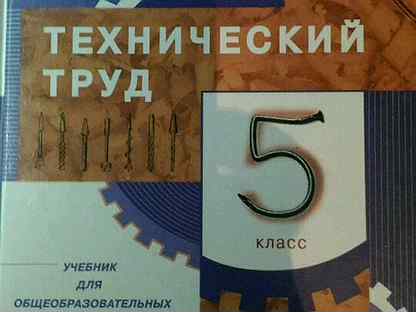 ТЕХНИЧЕСКИЙ
ТРУД
5
класс
УЧЕБНИК
ДЛЯ
ОБЩЕОБРАЗОВАТЕЛЬНЫХ